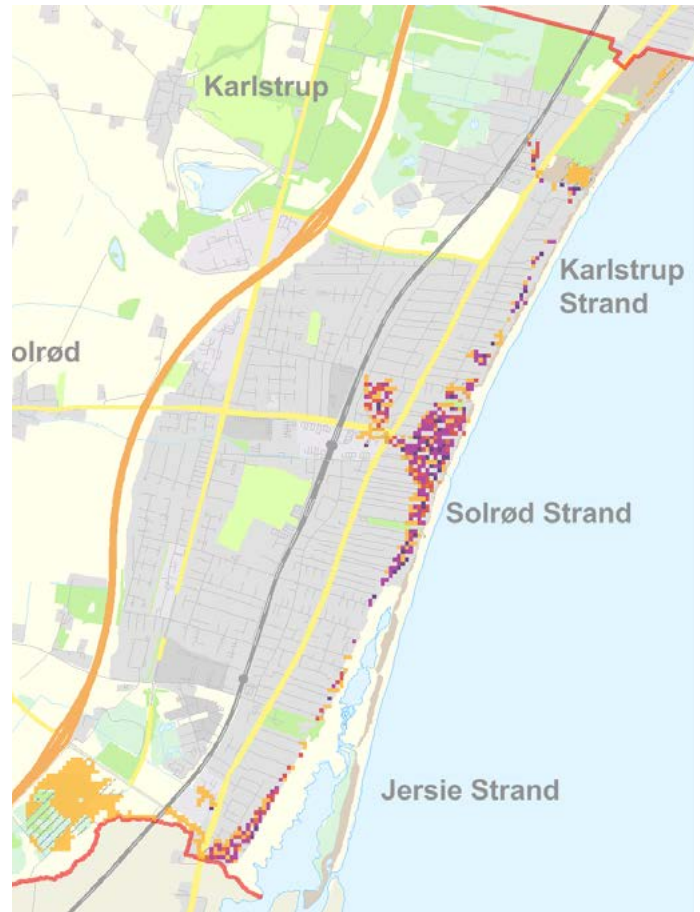 Karlstrup
Karlstrup
Strand
olrød
Solrød Strand
Jersie Strand